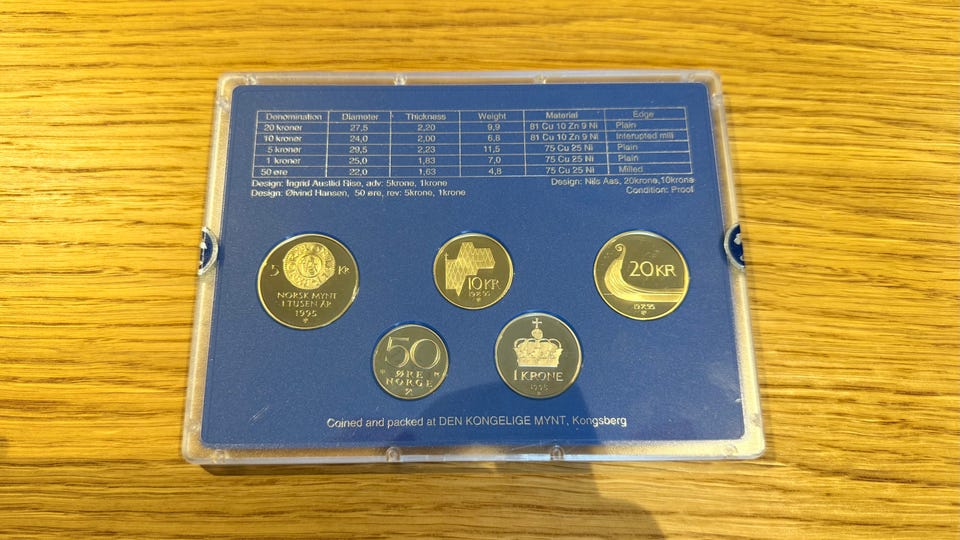 Denomination Diameter Thickness Weight Material Edge
20 kroner 27,5 2,20 9,9 81 Cu 10 Zn 9 Ni Plain
10 kroner 24,0 2,00 6,8 81 Cu 10 Zn 9 Ni Interupted mill
5 kroner 29,5 2,23 11,5 75 Cu 25 Ni Plain
1 kroner 25,0 1,83 7,0 75 Cu 25 Ni Plain
50 øre 22,0 1,63 4,8 75 Cu 25 Ni Milled
Design: Ingrid Austlid Rise, adv: 5krone, 1krone Design: Nils Aas, 20krone,10krone
Design: Øivind Hansen, 50 øre, rev: 5krone, 1krone Condition: Proof
5 KR
NORSK MYNT
I TUSEN ÅR
1995
10 KR
1995
20 KR
1995
50
ØRE
NORGE
1 KRONE
1995
Coined and packed at DEN KONGELIGE MYNT, Kongsberg